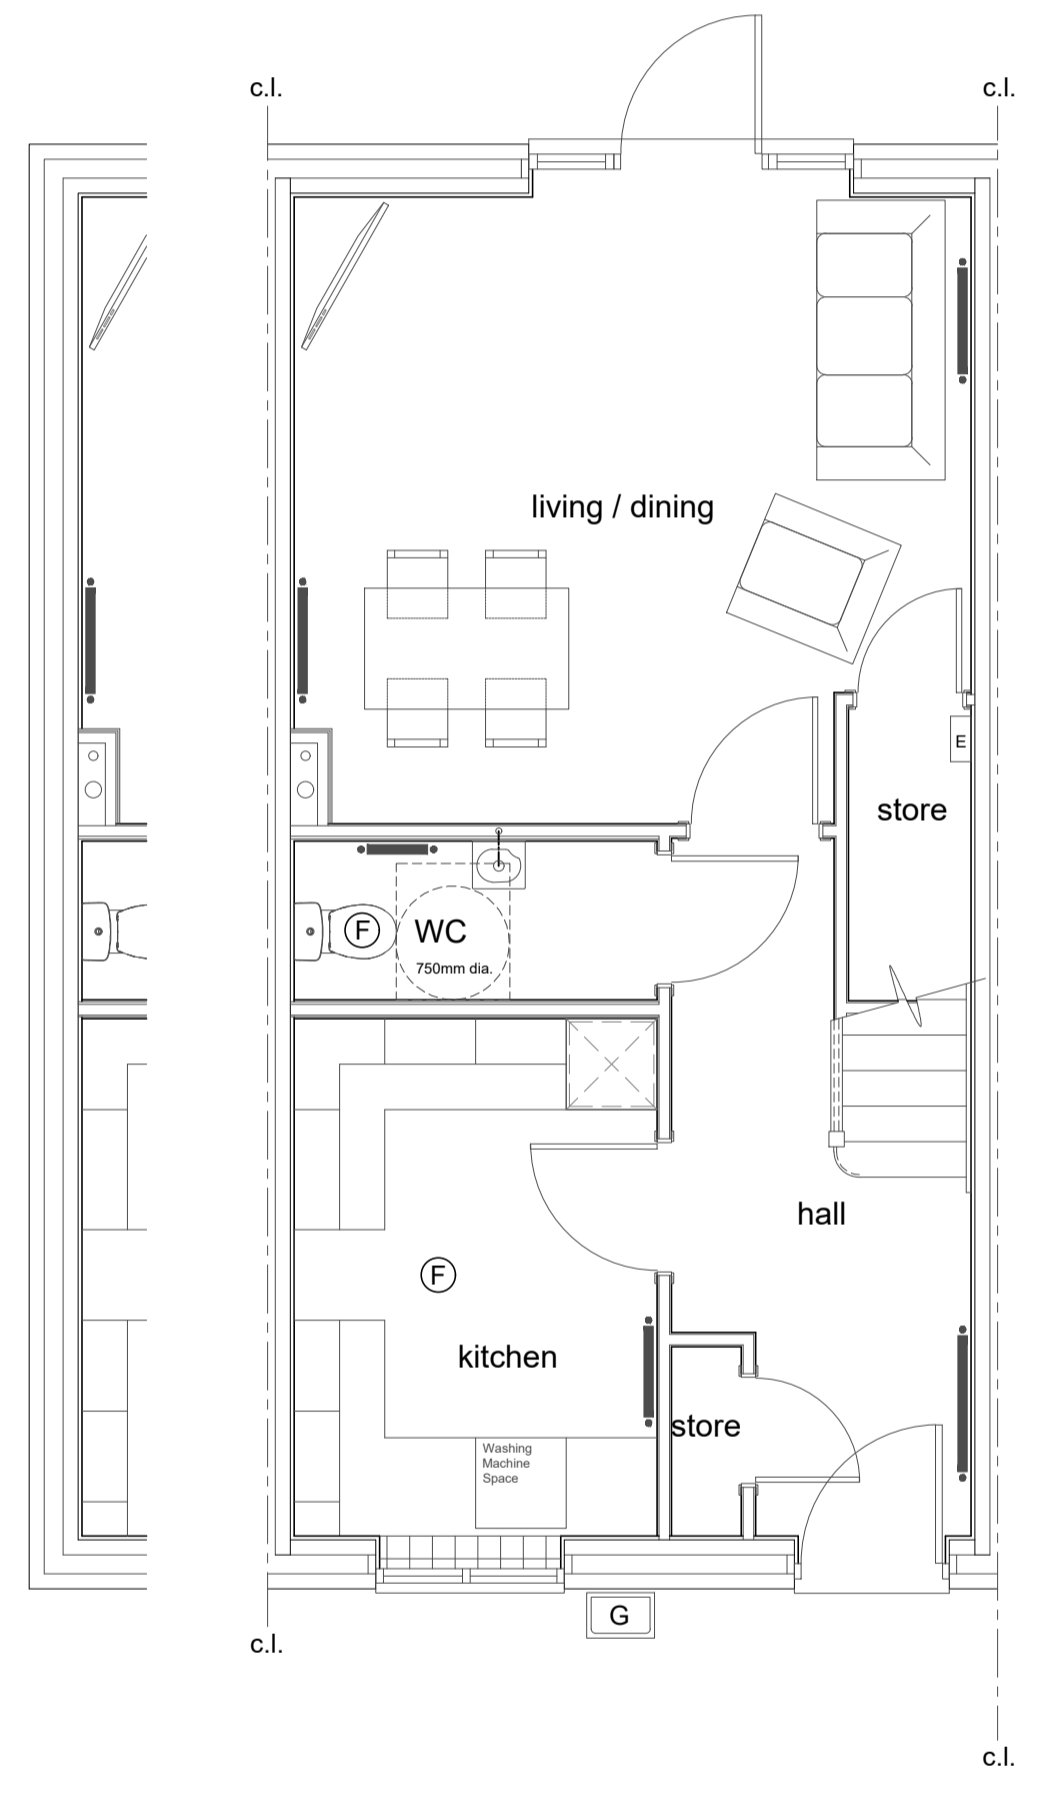 c.l.
c.l.
living / dining
E
store
F
WC
750mm dia.
hall
F
kitchen
store
Washing
Machine
Space
G
c.l.
c.l.